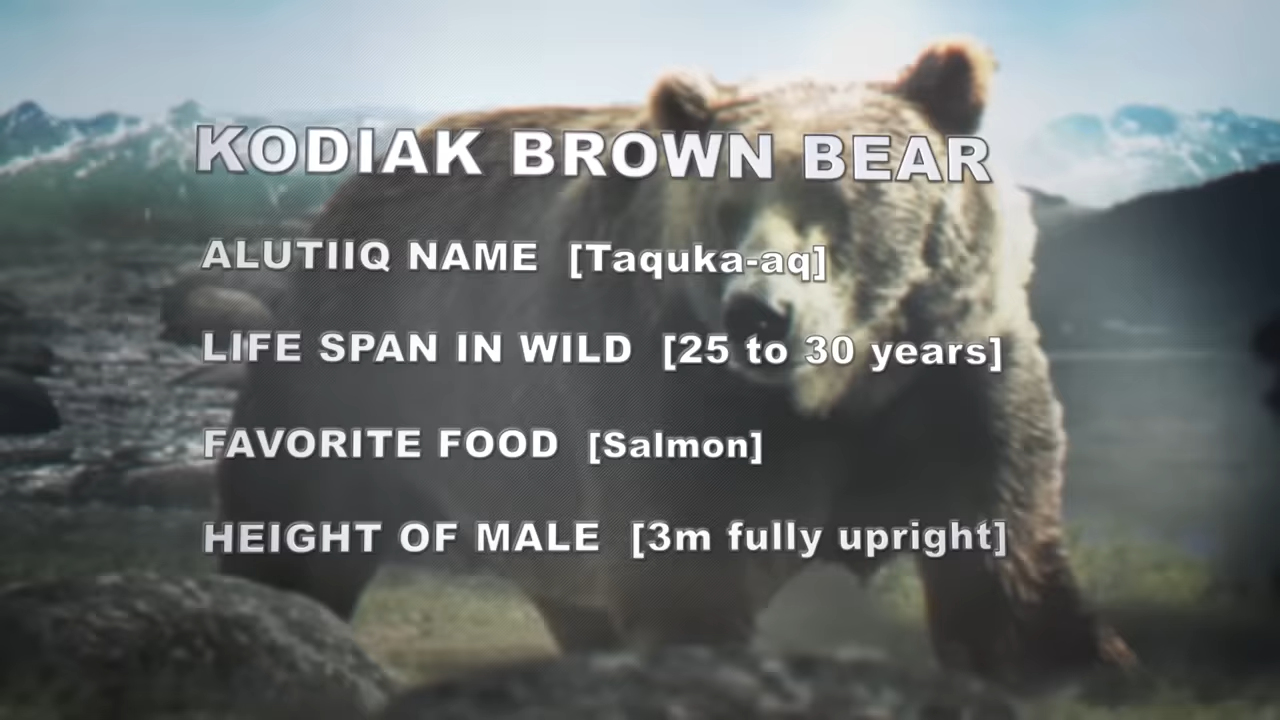 KODIAK BROWN BEAR
ALUTIIQ NAME [Taquka-aq]
LIFE SPAN IN WILD [25 to 30 years]
FAVORITE FOOD [Salmon]
HEIGHT OF MALE [3m fully upright]